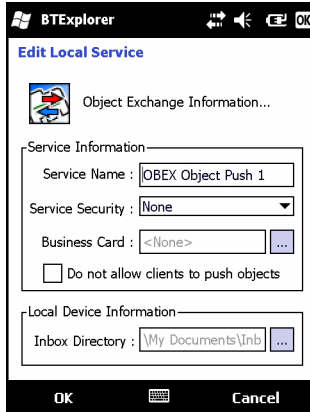 BTExplorer OK
Edit Local Service
Object Exchange Information...
Service Information
Service Name : OBEX Object Push 1
Service Security : None
Business Card : <None> ...
Do not allow clients to push objects
Local Device Information
Inbox Directory : \My Documents\Inb ...
OK Cancel